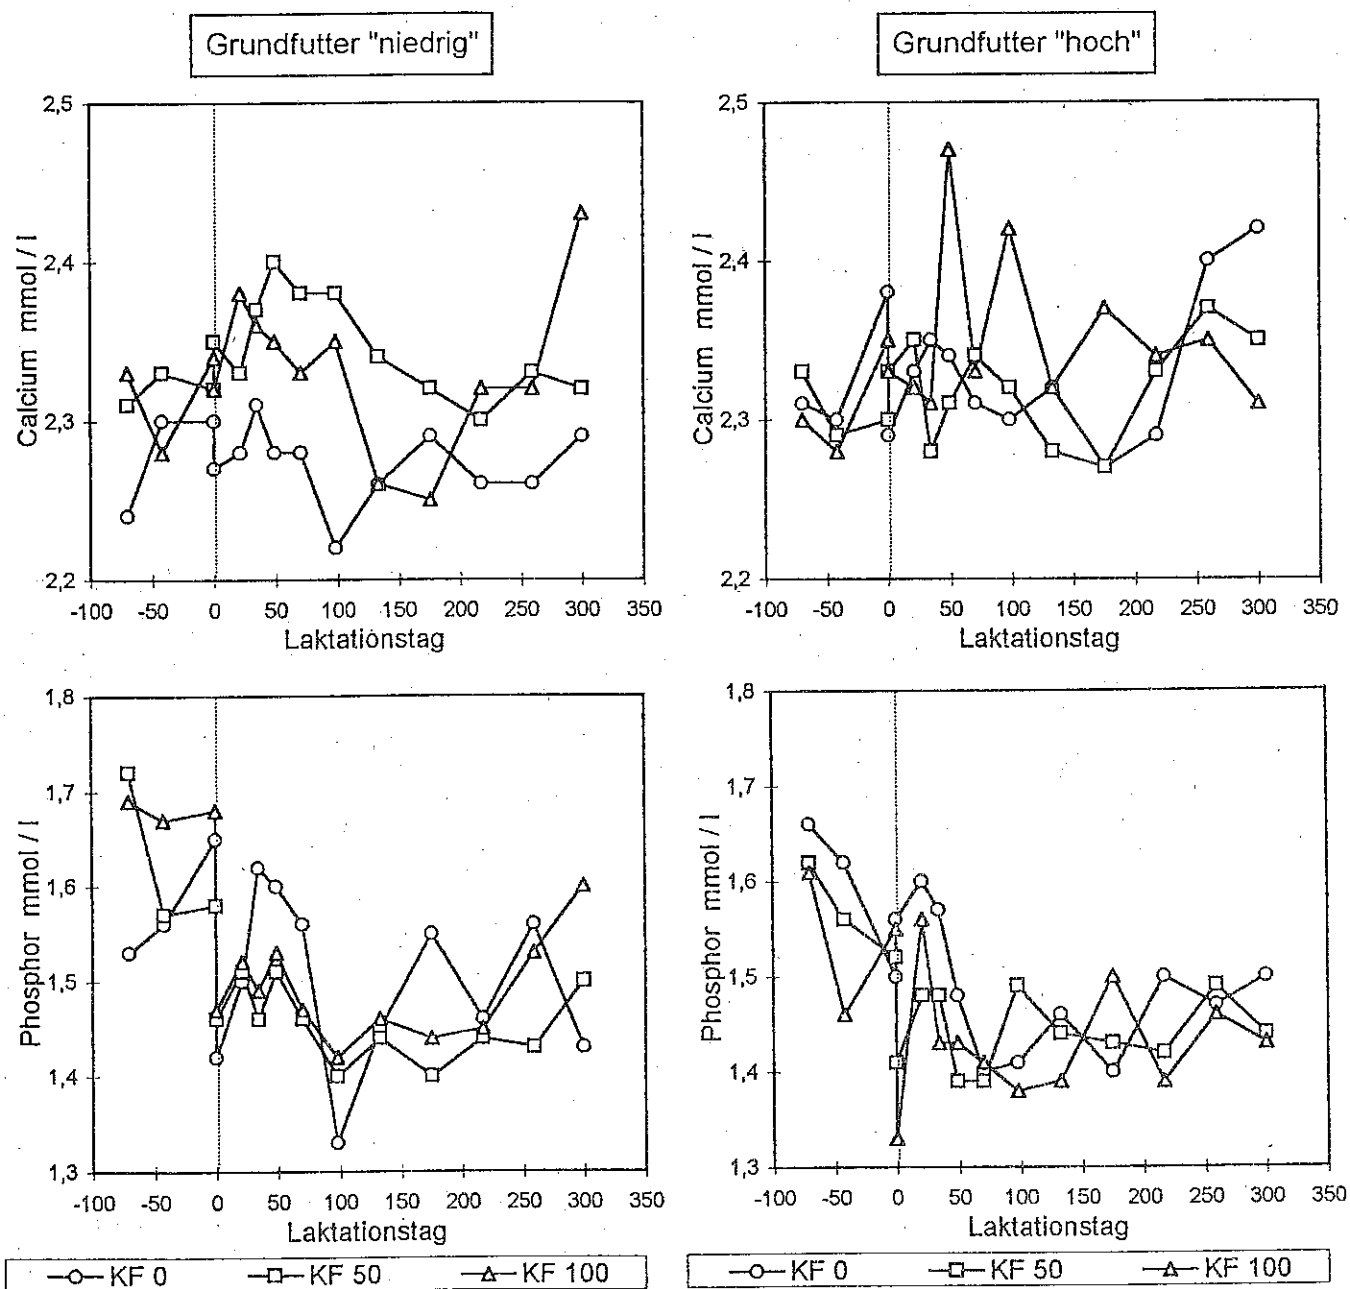 Grundfutter "niedrig"
Grundfutter "hoch"
2,5
2,4
2,3
2,2
Calcium mmol / l
-100 -50 0 50 100 150 200 250 300 350
Laktationstag
2,5
2,4
2,3
2,2
Calcium mmol / l
-100 -50 0 50 100 150 200 250 300 350
Laktationstag
1,8
1,7
1,6
1,5
1,4
1,3
Phosphor mmol / l
-100 -50 0 50 100 150 200 250 300 350
Laktationstag
1,8
1,7
1,6
1,5
1,4
1,3
Phosphor mmol / l
-100 -50 0 50 100 150 200 250 300 350
Laktationstag
KF 0 KF 50 KF 100
KF 0 KF 50 KF 100